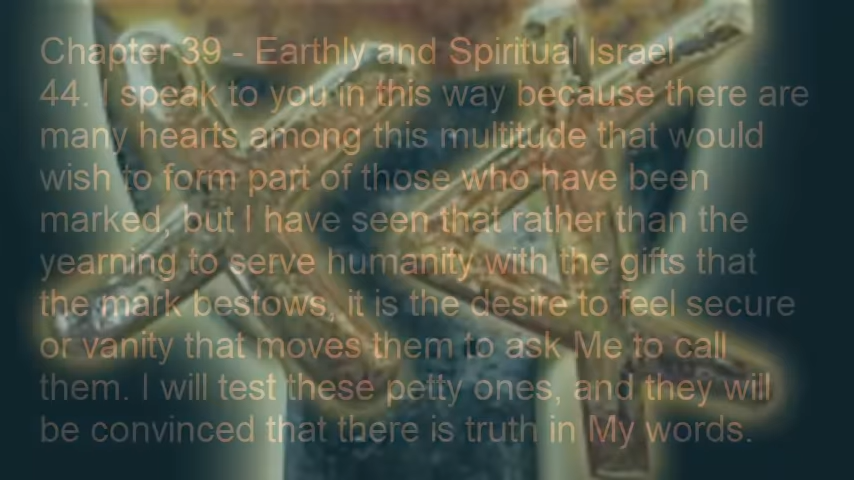 Chapter 39 - Earthly and Spiritual Israel
44. I speak to you in this way because there are
many hearts among this multitude that would
wish to form part of those who have been
marked, but I have seen that rather than the
yearning to serve humanity with the gifts that
the mark bestows, it is the desire to feel secure
or vanity that moves them to ask Me to call
them. I will test these petty ones, and they will
be convinced that there is truth in My words.